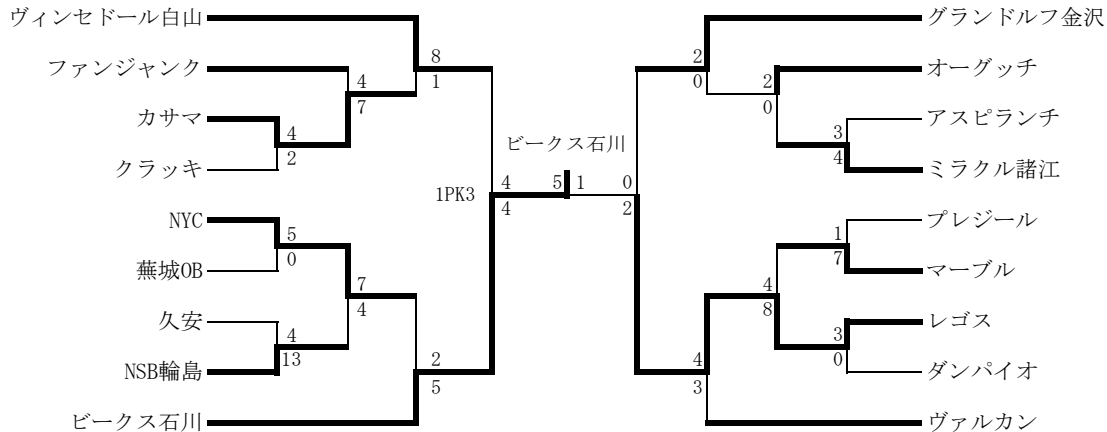 ヴィンセドール白山
グランドルフ金沢
8
2
ファンジャンク
オーグッチ
4
1
0
2
7
0
カサマ
アスピランチ
4
3
ビークス石川
2
4
クラッキ
ミラクル諸江
4
5
1
0
1PK3
4
2
NYC
プレジール
5
1
0
7
蕪城OB
マーブル
7
4
4
8
久安
レゴス
4
3
13
0
NSB輪島
ダンパイオ
2
4
5
3
ビークス石川
ヴァルカン